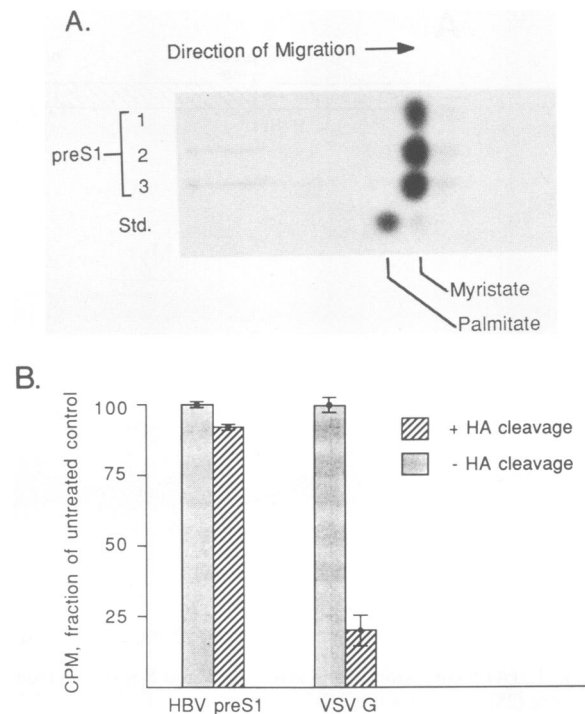 A.
Direction of Migration
preS1
1
2
3
Std.
Myristate
Palmitate
B.
CPM, fraction of untreated control
100
75
50
25
+ HA cleavage
- HA cleavage
HBV preS1
VSV G